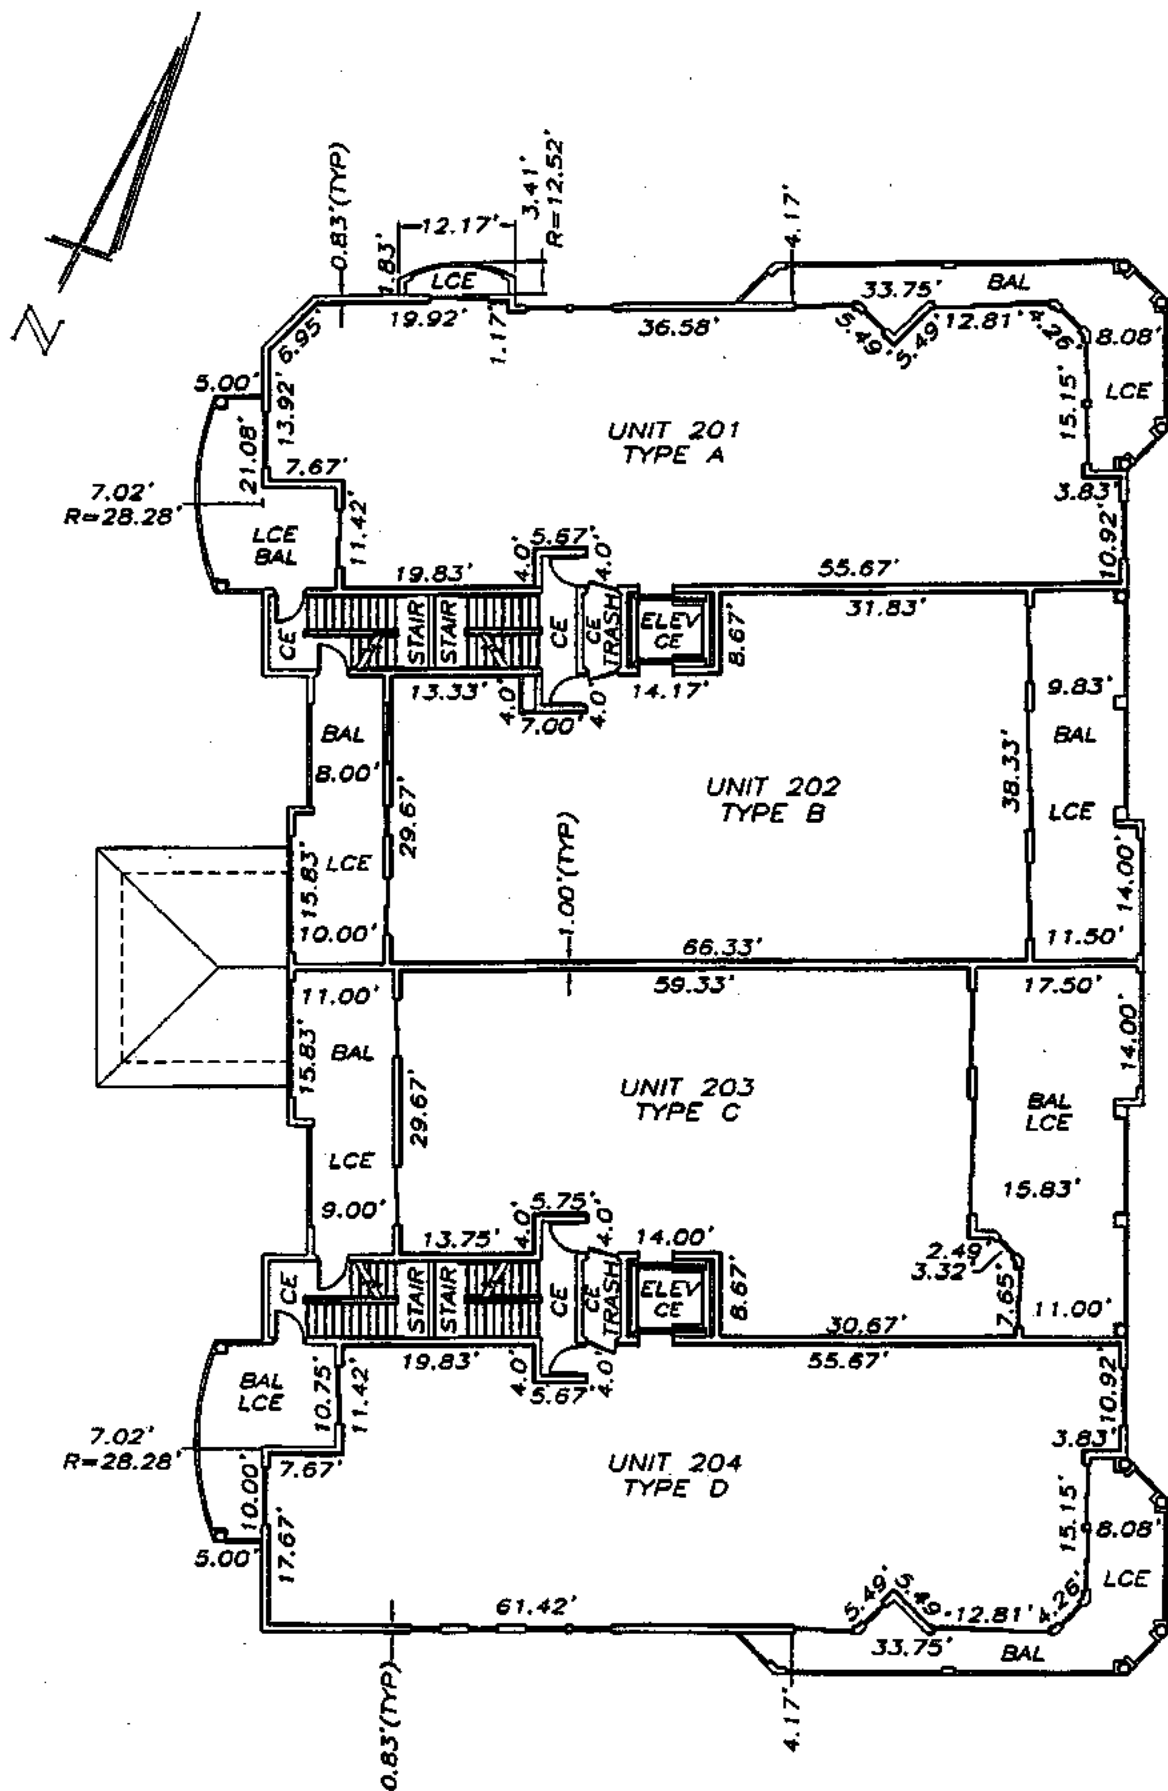 N
0.83'(TYP)
1.83'
12.17'
3.41'
R=12.52'
LCE
4.17'
33.75'
BAL
19.92'
1.17'
36.58'
5.49'
5.49'
12.81'
4.26'
8.08'
6.95'
5.00'
13.92'
21.08'
7.67'
15.15'
LCE
UNIT 201
TYPE A
7.02'
R=28.28'
3.83'
LCE
BAL
11.42'
10.92'
19.83'
4.0'
5.67'
4.0'
55.67'
31.83'
CE
STAIR
STAIR
CE
CE
TRASH
ELEV
CE
8.67'
13.33'
4.0'
7.00'
4.0'
14.17'
9.83'
BAL
8.00'
BAL
UNIT 202
TYPE B
38.33'
29.67'
LCE
LCE
15.83'
1.00'(TYP)
14.00'
10.00'
66.33'
11.50'
11.00'
59.33'
17.50'
15.83'
BAL
14.00'
UNIT 203
TYPE C
BAL
LCE
29.67'
LCE
15.83'
9.00'
13.75'
4.0'
5.75'
4.0'
14.00'
2.49'
3.32'
7.65'
CE
STAIR
STAIR
CE
CE
TRASH
ELEV
CE
8.67'
11.00'
30.67'
19.83'
4.0'
5.67'
4.0'
55.67'
BAL
LCE
10.75'
11.42'
10.92'
3.83'
7.02'
R=28.28'
7.67'
UNIT 204
TYPE D
10.00'
15.15'
8.08'
5.00'
17.67'
LCE
61.42'
5.49'
5.49
12.81'
4.26'
33.75'
BAL
0.83'(TYP)
4.17'